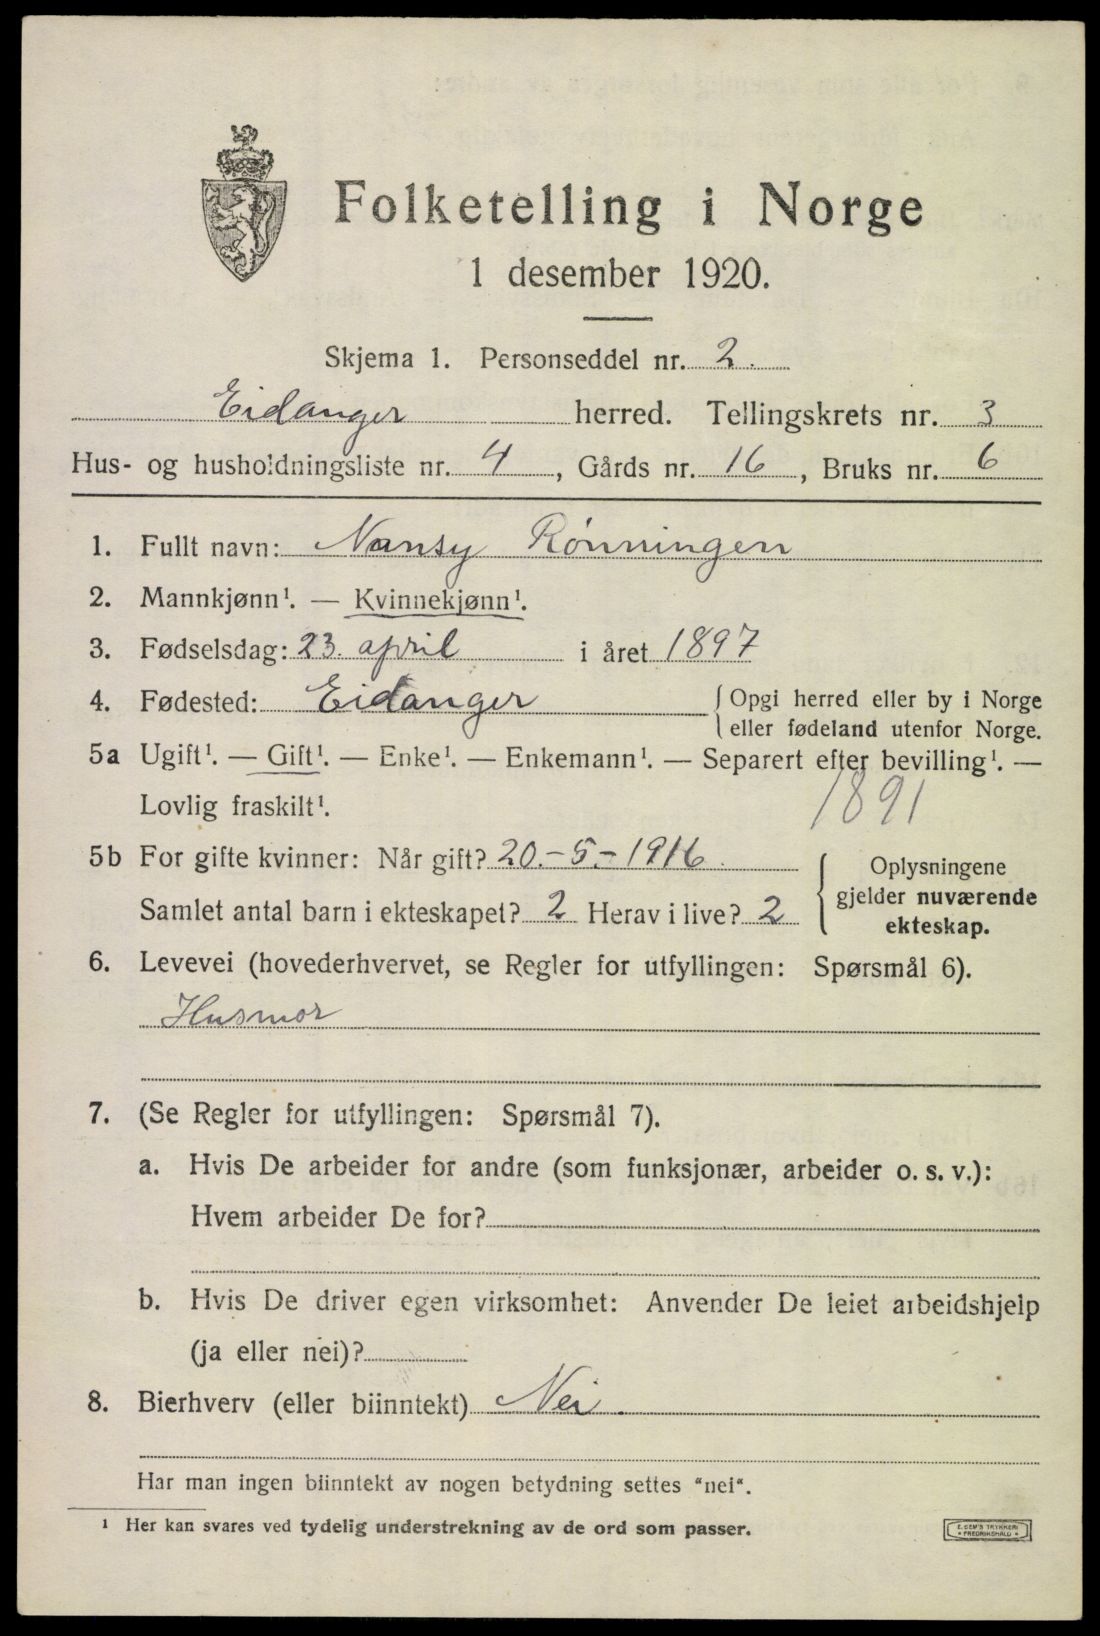 Folketelling i Norge
1 desember 1920.
Skjema 1. Personseddel nr. 2.
Eidanger herred. Tellingskrets nr. 3
Hus- og husholdningsliste nr. 4, Gårds nr. 16, Bruks nr. 6
1. Fullt navn: Nansy Rönningen
2. Mannkjønn¹. — Kvinnekjønn¹.
3. Fødselsdag: 23. april i året 1897
4. Fødested: Eidanger { Opgi herred eller by i Norge
eller fødeland utenfor Norge.
5a Ugift¹. — Gift¹. — Enke¹. — Enkemann¹. — Separert efter bevilling¹. —
Lovlig fraskilt¹. 1891
5b For gifte kvinner: Når gift? 20.-5.-1916.
Samlet antal barn i ekteskapet? 2 Herav i live? 2
{ Oplysningene
gjelder nuværende
ekteskap.
6. Levevei (hovederhvervet, se Regler for utfyllingen: Spørsmål 6).
Husmor
7. (Se Regler for utfyllingen: Spørsmål 7).
a. Hvis De arbeider for andre (som funksjonær, arbeider o. s. v.):
Hvem arbeider De for?
b. Hvis De driver egen virksomhet: Anvender De leiet arbeidshjelp
(ja eller nei)?
8. Bierhverv (eller biinntekt) Nei.
Har man ingen biinntekt av nogen betydning settes "nei".
¹ Her kan svares ved tydelig understrekning av de ord som passer.
E. SEM'S TRYKKERI
• FREDRIKSHALD •